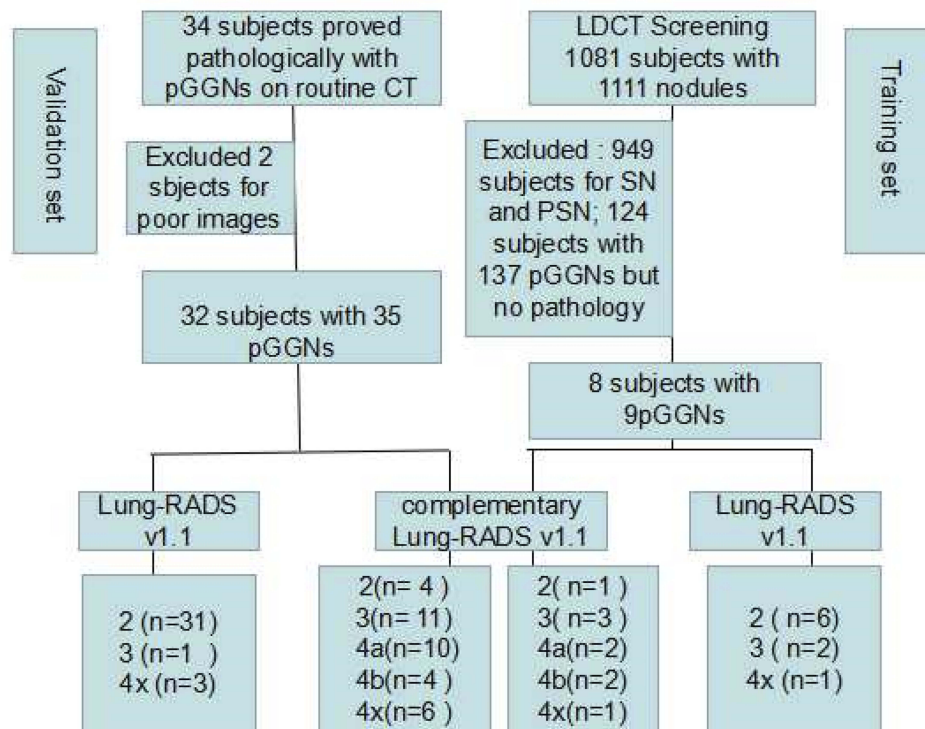 Validation set
34 subjects proved
pathologically with
pGGNs on routine CT
LDCT Screening
1081 subjects with
1111 nodules
Training set
Excluded 2
sbjects for
poor images
Excluded : 949
subjects for SN
and PSN; 124
subjects with
137 pGGNs but
no pathology
32 subjects with 35
pGGNs
8 subjects with
9pGGNs
Lung-RADS
v1.1
complementary
Lung-RADS v1.1
Lung-RADS
v1.1
2 (n=31)
3 (n=1 )
4x (n=3)
2(n= 4 )
3(n= 11)
4a(n=10)
4b(n=4 )
4x(n=6 )
2( n=1 )
3( n=3 )
4a(n=2)
4b(n=2)
4x(n=1)
2 ( n=6)
3 ( n=2)
4x (n=1)